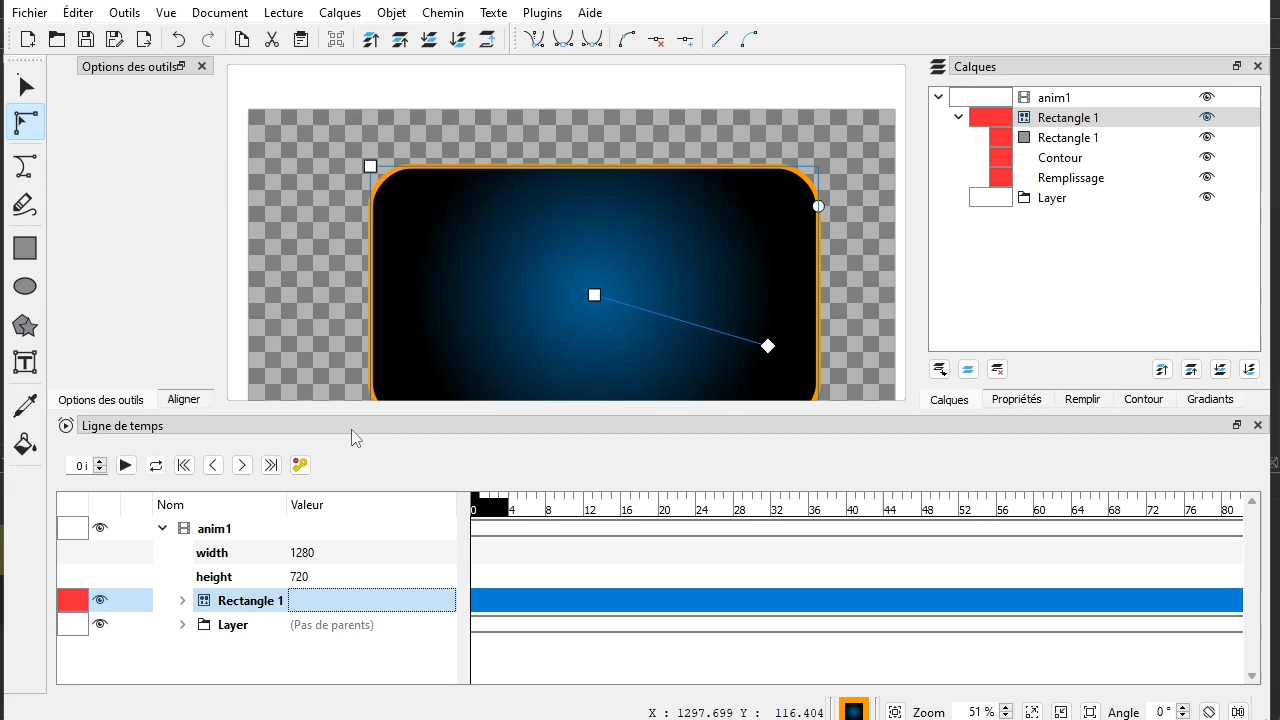 Fichier Éditer Outils Vue Document Lecture Calques Objet Chemin Texte Plugins Aide
Options des outils
Calques
anim1
Rectangle 1
Rectangle 1
Contour
Remplissage
Layer
Options des outils Aligner
Calques Propriétés Remplir Contour Gradients
Ligne de temps
0 i
Nom Valeur
0 4 8 12 16 20 24 28 32 36 40 44 48 52 56 60 64 68 72 76 80
anim1
width 1280
height 720
Rectangle 1
Layer (Pas de parents)
X : 1297.699 Y : 116.404 Zoom 51 % Angle 0°